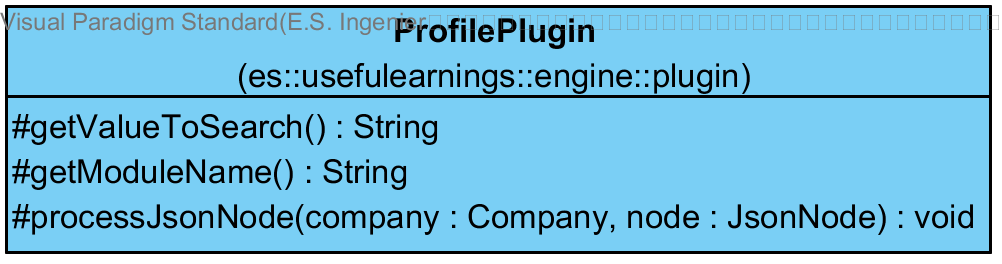 Visual Paradigm Standard(E.S. Ingenier
ProfilePlugin
(es::usefulearnings::engine::plugin)
#getValueToSearch() : String
#getModuleName() : String
#processJsonNode(company : Company, node : JsonNode) : void